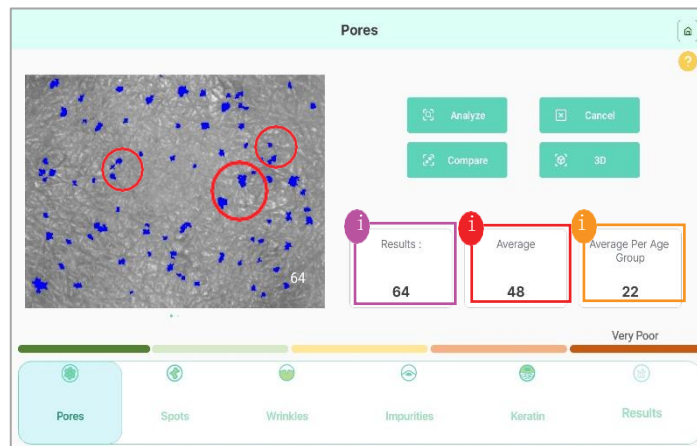 Pores
?
Analyze
Cancel
Compare
3D
64
i
i
i
Results :
64
Average
48
Average Per Age
Group
22
Very Poor
Pores
Spots
Wrinkles
Impurities
Keratin
Results